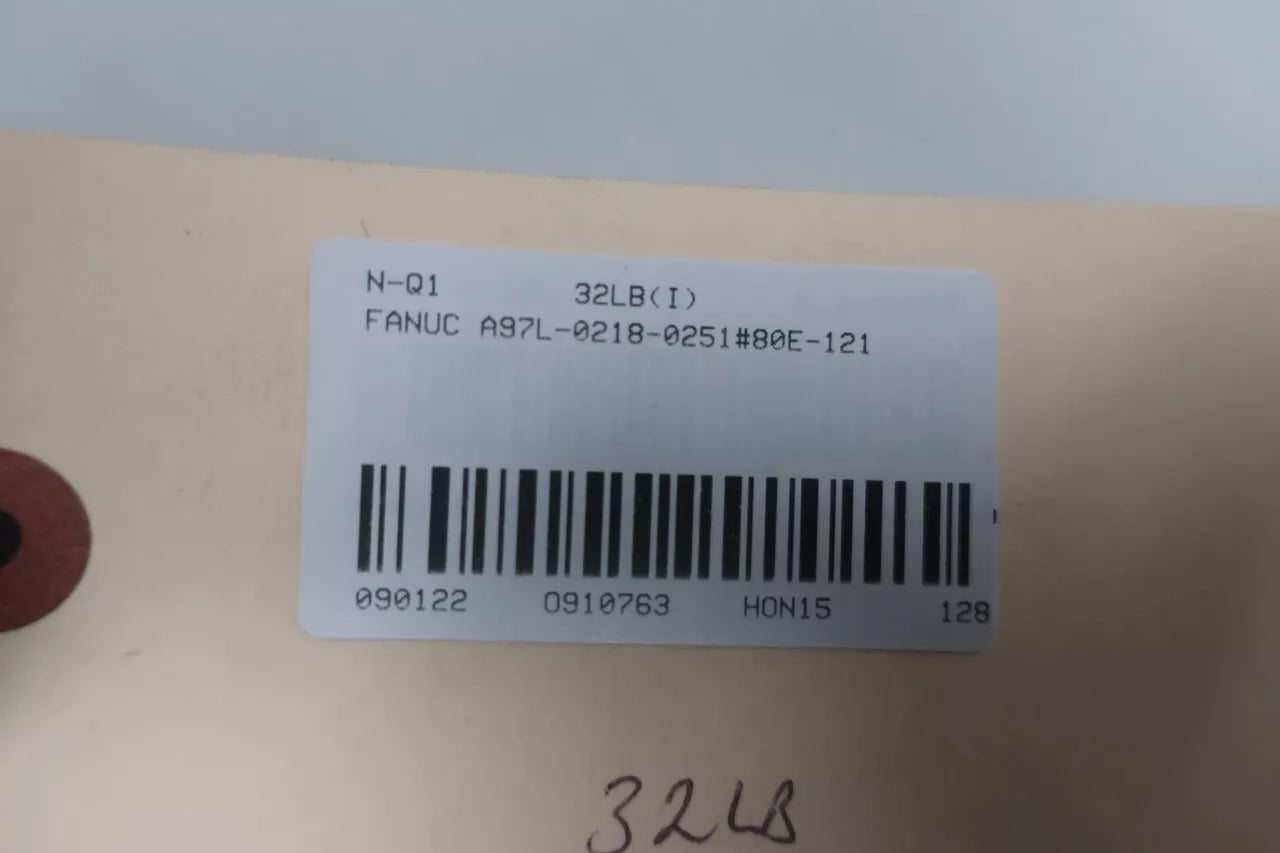 N-Q1 32LB(I)
FANUC A97L-0218-0251#80E-121
090122 0910763 HON15 128
32LB